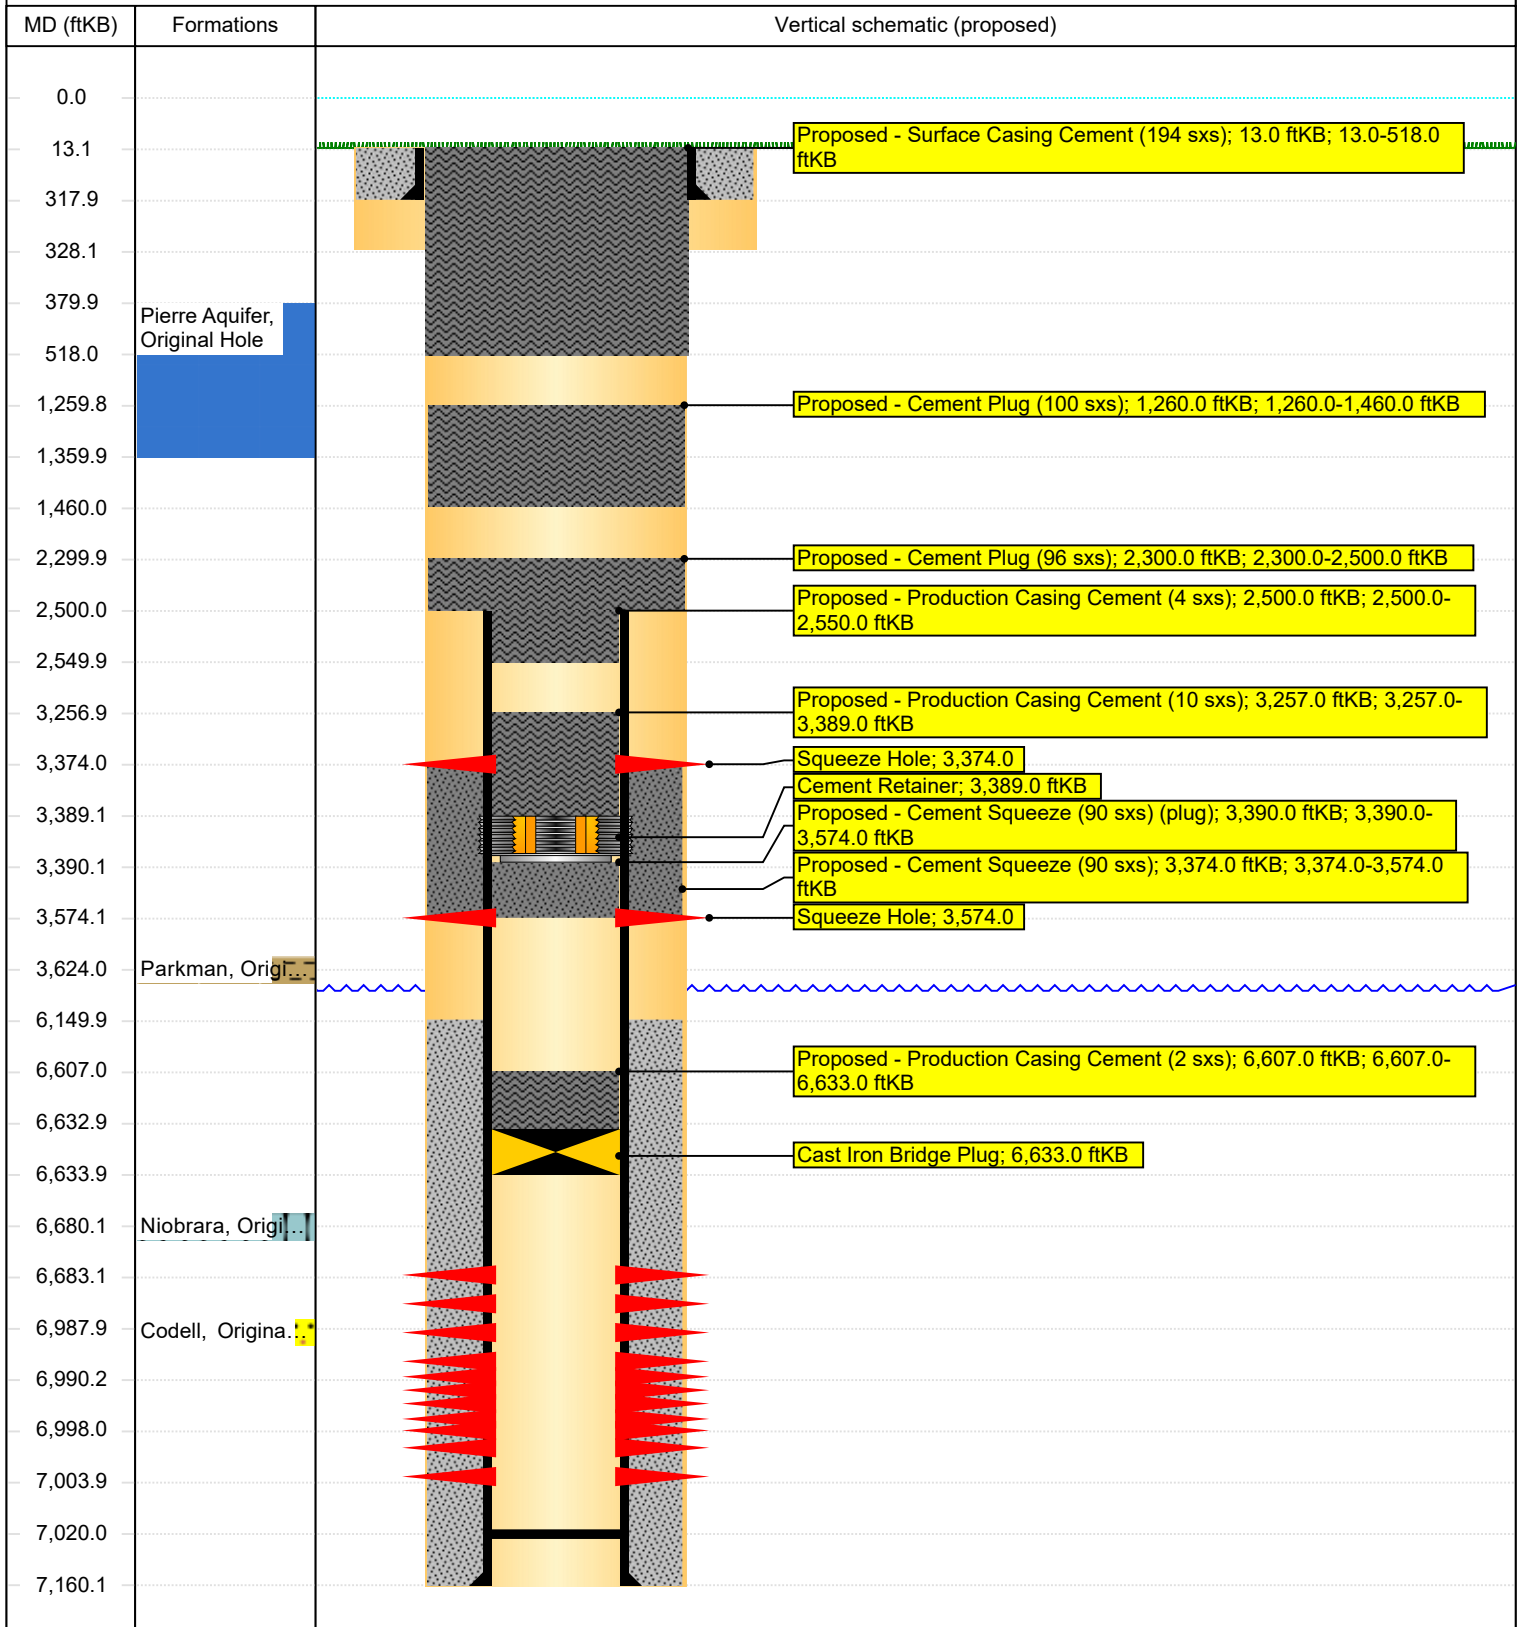 MD (ftKB)
Formations
Vertical schematic (proposed)
0.0
13.1
317.9
328.1
379.9
518.0
1,259.8
1,359.9
1,460.0
2,299.9
2,500.0
2,549.9
3,256.9
3,374.0
3,389.1
3,390.1
3,574.1
3,624.0
6,149.9
6,607.0
6,632.9
6,633.9
6,680.1
6,683.1
6,987.9
6,990.2
6,998.0
7,003.9
7,020.0
7,160.1
Pierre Aquifer,
Original Hole
Parkman, Origi...
Niobrara, Origi...
Codell, Origina...
Proposed - Surface Casing Cement (194 sxs); 13.0 ftKB; 13.0-518.0
ftKB
Proposed - Cement Plug (100 sxs); 1,260.0 ftKB; 1,260.0-1,460.0 ftKB
Proposed - Cement Plug (96 sxs); 2,300.0 ftKB; 2,300.0-2,500.0 ftKB
Proposed - Production Casing Cement (4 sxs); 2,500.0 ftKB; 2,500.0-
2,550.0 ftKB
Proposed - Production Casing Cement (10 sxs); 3,257.0 ftKB; 3,257.0-
3,389.0 ftKB
Squeeze Hole; 3,374.0
Cement Retainer; 3,389.0 ftKB
Proposed - Cement Squeeze (90 sxs) (plug); 3,390.0 ftKB; 3,390.0-
3,574.0 ftKB
Proposed - Cement Squeeze (90 sxs); 3,374.0 ftKB; 3,374.0-3,574.0
ftKB
Squeeze Hole; 3,574.0
Proposed - Production Casing Cement (2 sxs); 6,607.0 ftKB; 6,607.0-
6,633.0 ftKB
Cast Iron Bridge Plug; 6,633.0 ftKB